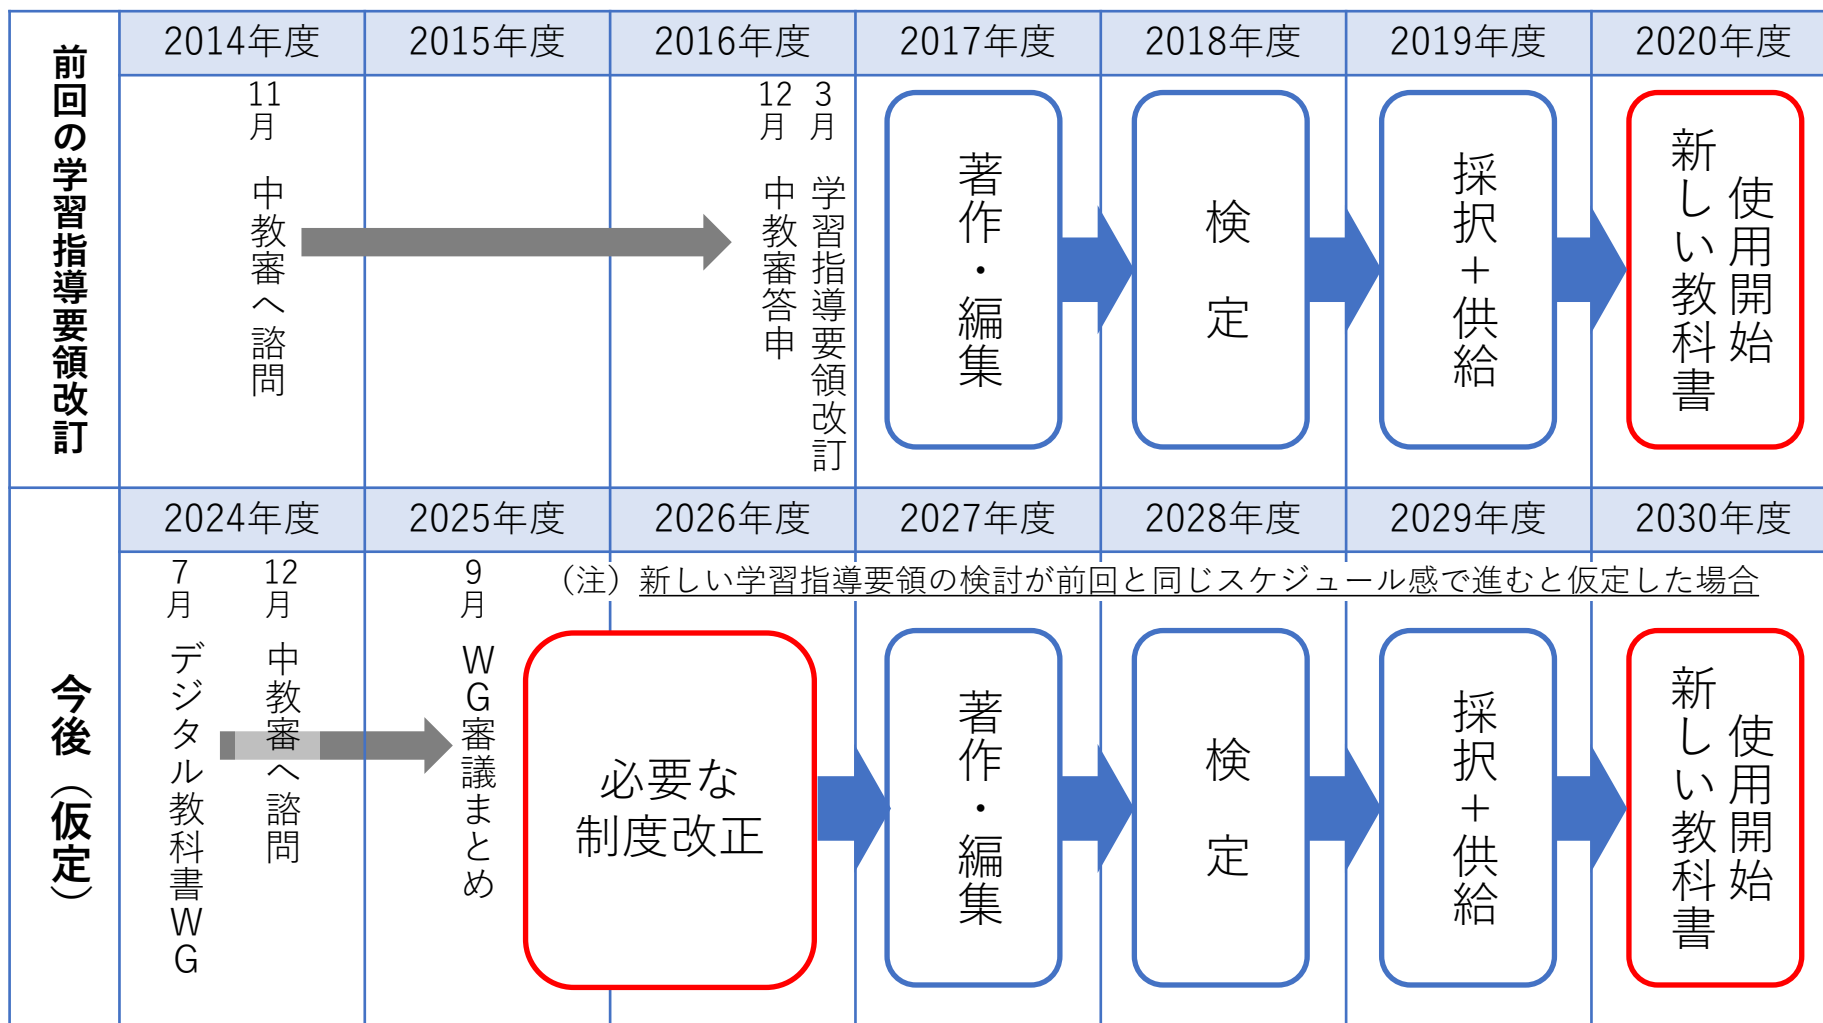 前回の学習指導要領改訂
2014年度
2015年度
2016年度
2017年度
2018年度
2019年度
2020年度
11月 中教審へ諮問
12月 中教審答申
3月 学習指導要領改訂
著作・編集
検定
採択＋供給
新しい教科書
使用開始
今後（仮定）
2024年度
2025年度
2026年度
2027年度
2028年度
2029年度
2030年度
（注）新しい学習指導要領の検討が前回と同じスケジュール感で進むと仮定した場合
7月 デジタル教科書WG
12月 中教審へ諮問
9月 WG審議まとめ
必要な
制度改正
著作・編集
検定
採択＋供給
新しい教科書
使用開始